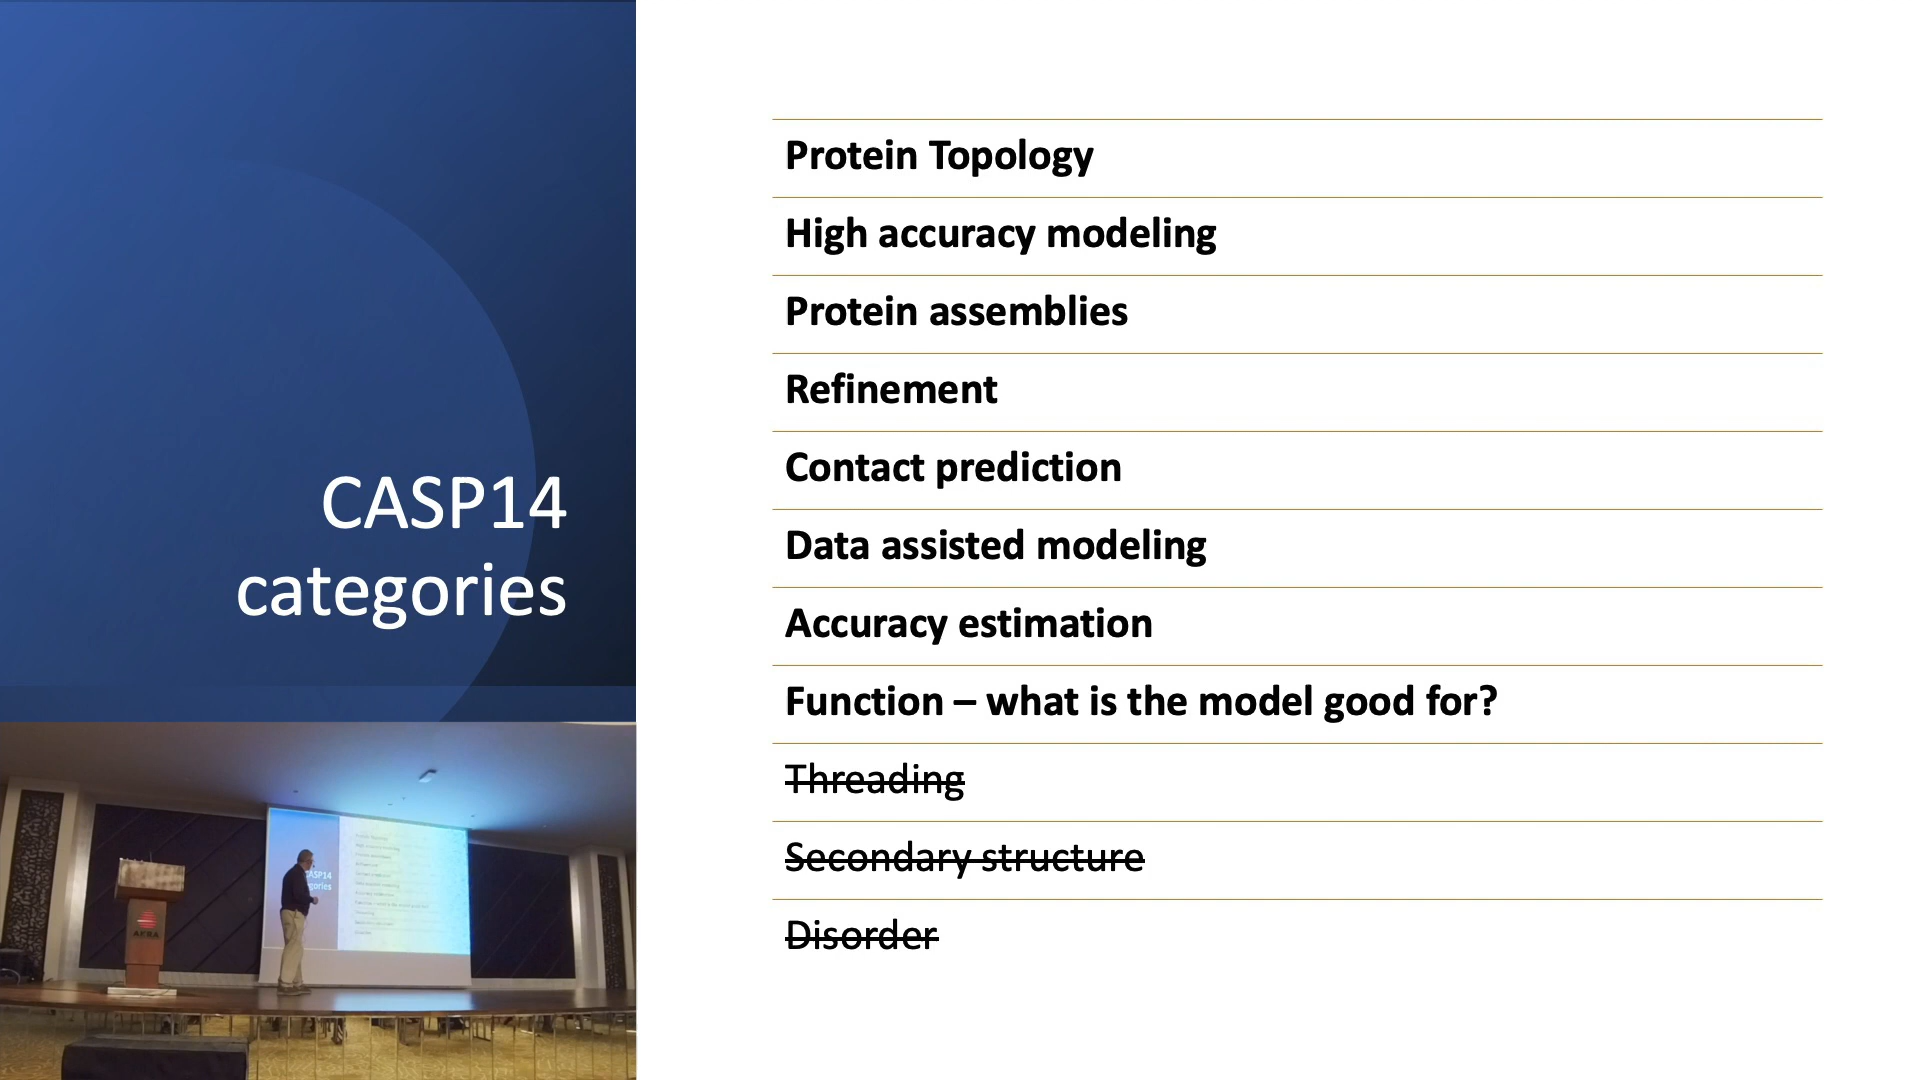 CASP14
categories
Protein Topology
High accuracy modeling
Protein assemblies
Refinement
Contact prediction
Data assisted modeling
Accuracy estimation
Function – what is the model good for?
Threading
Secondary structure
Disorder
CASP14